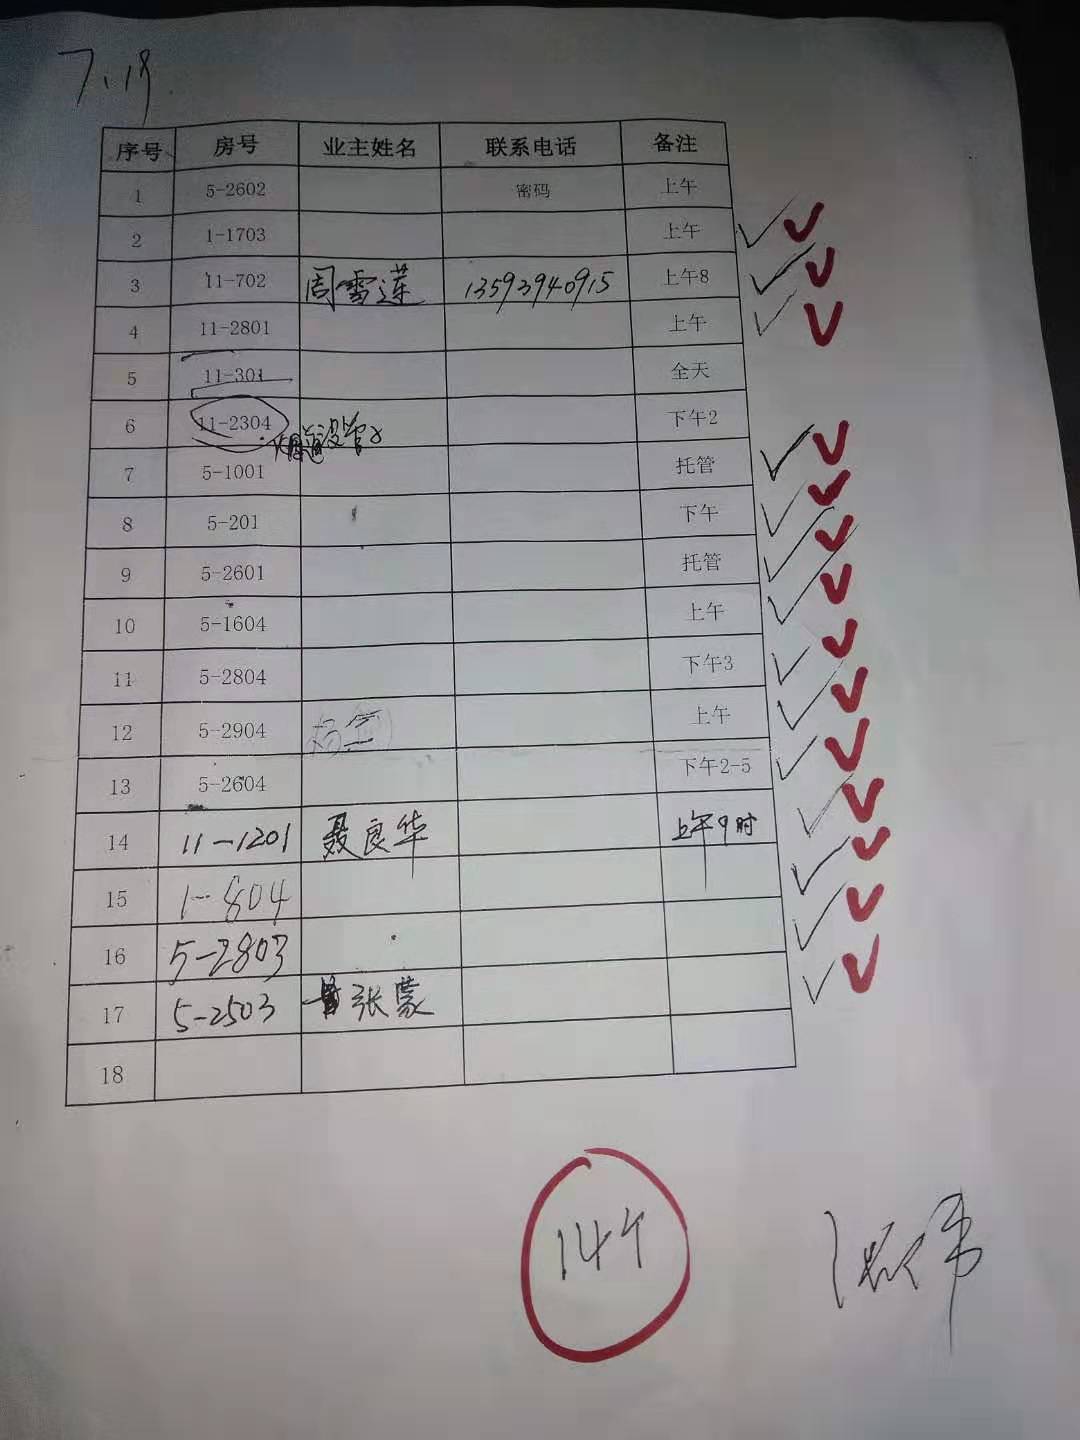 7.19
序号 房号 业主姓名 联系电话 备注
1 5-2602 密码 上午
2 1-1703 上午
3 11-702 周雪莲 13593940915 上午8
4 11-2801 上午
5 11-301 全天
6 11-2304 下午2
烟道没管子
7 5-1001 托管
8 5-201 下午
9 5-2601 托管
10 5-1604 上午
11 5-2804 下午3
12 5-2904 上午
13 5-2604 下午2-5
14 11-1201 聂良华 上午9时
15 1-804
16 5-2803
17 5-2503 张蒙
18
14个